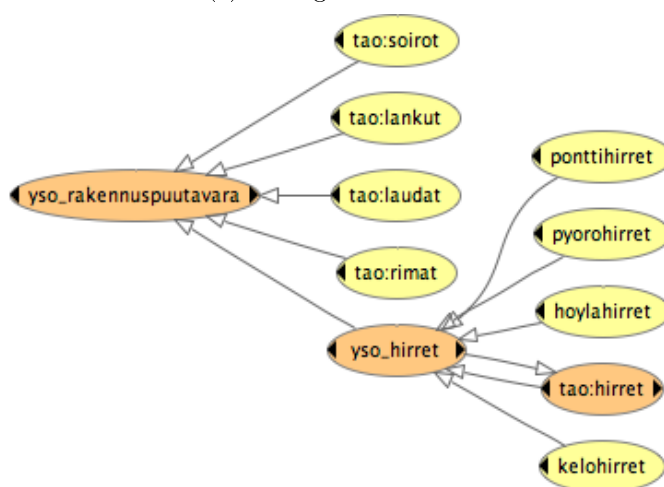 tao:soirot
tao:lankut
ponttihirret
yso_rakennuspuutavara
tao:laudat
pyorohirret
tao:rimat
hoylahirret
yso_hirret
tao:hirret
kelohirret